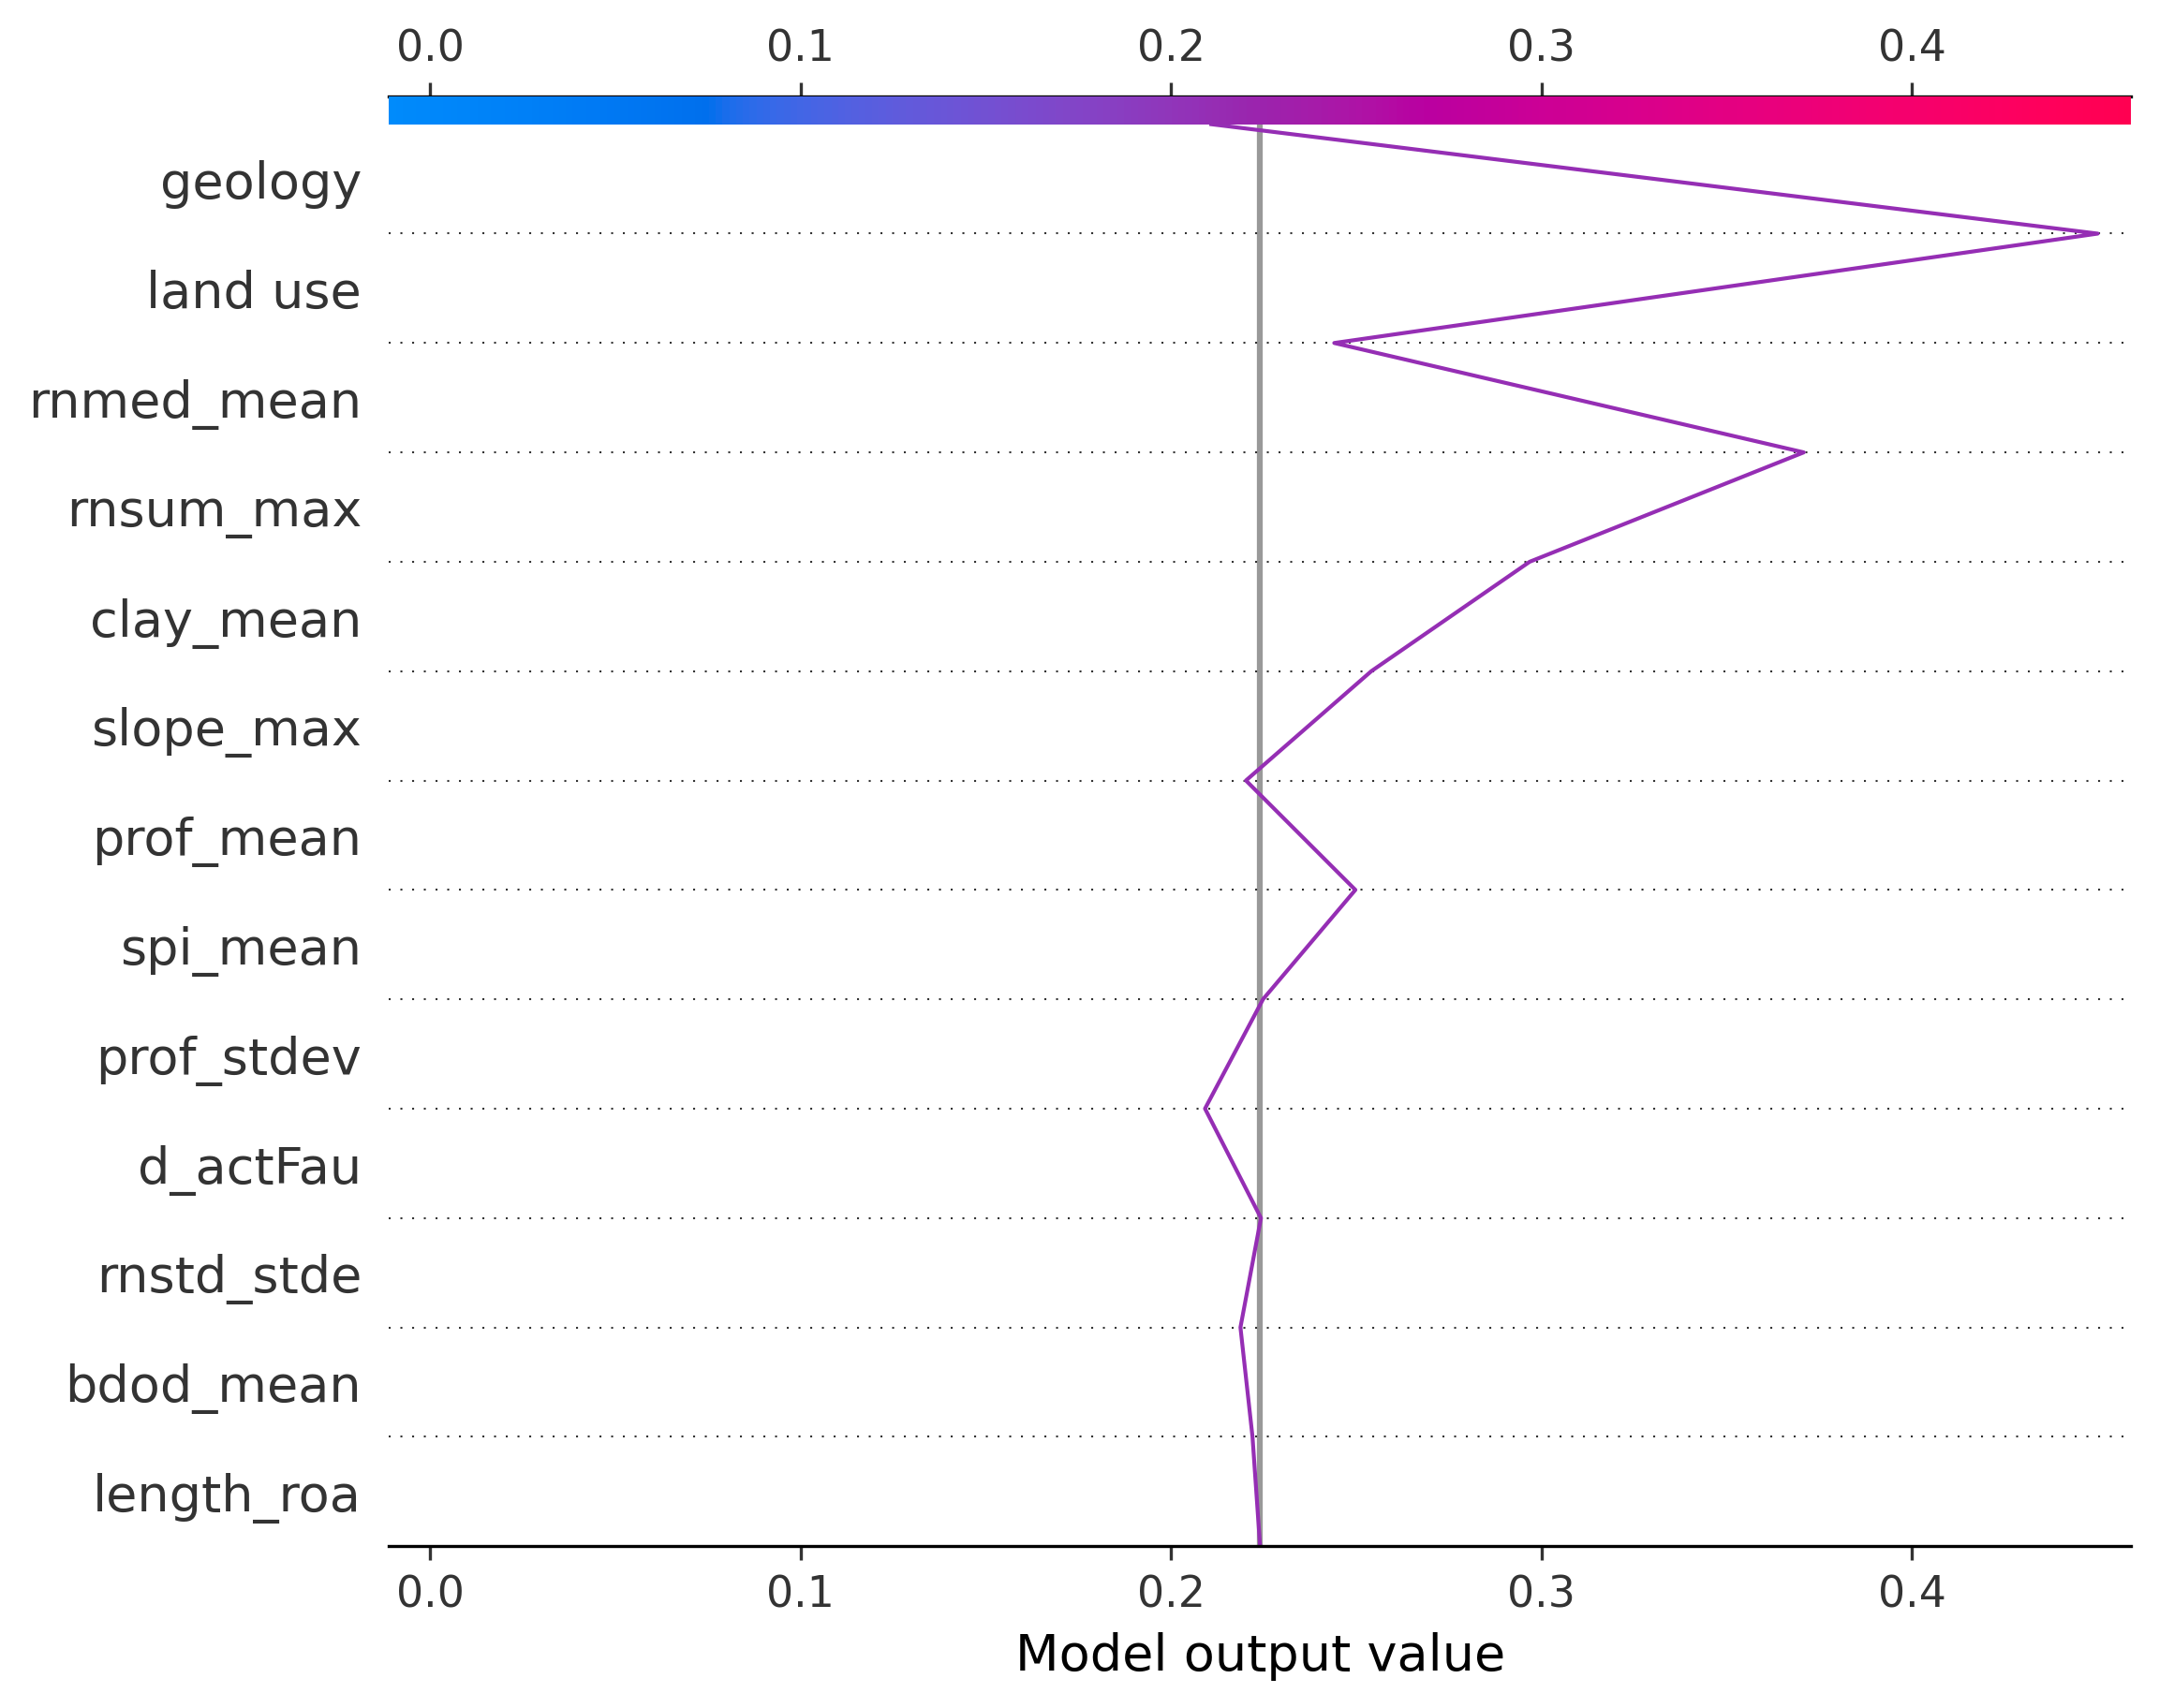 0.0 0.1 0.2 0.3 0.4
geology
land use
rnmed_mean
rnsum_max
clay_mean
slope_max
prof_mean
spi_mean
prof_stdev
d_actFau
rnstd_stde
bdod_mean
length_roa
0.0 0.1 0.2 0.3 0.4
Model output value